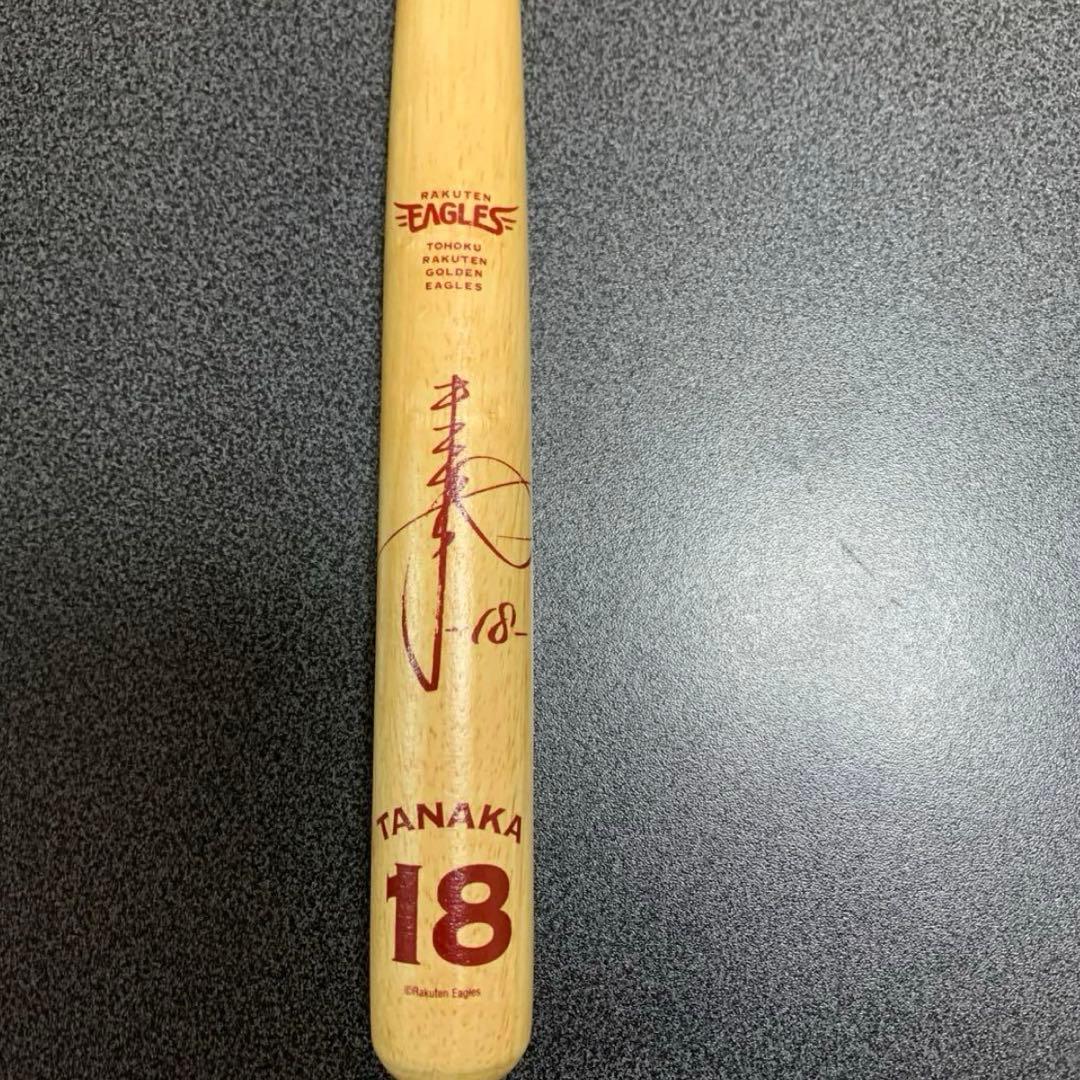 RAKUTEN
EAGLES
TOHOKU
RAKUTEN
GOLDEN
EAGLES
-18-
TANAKA
18
©Rakuten Eagles